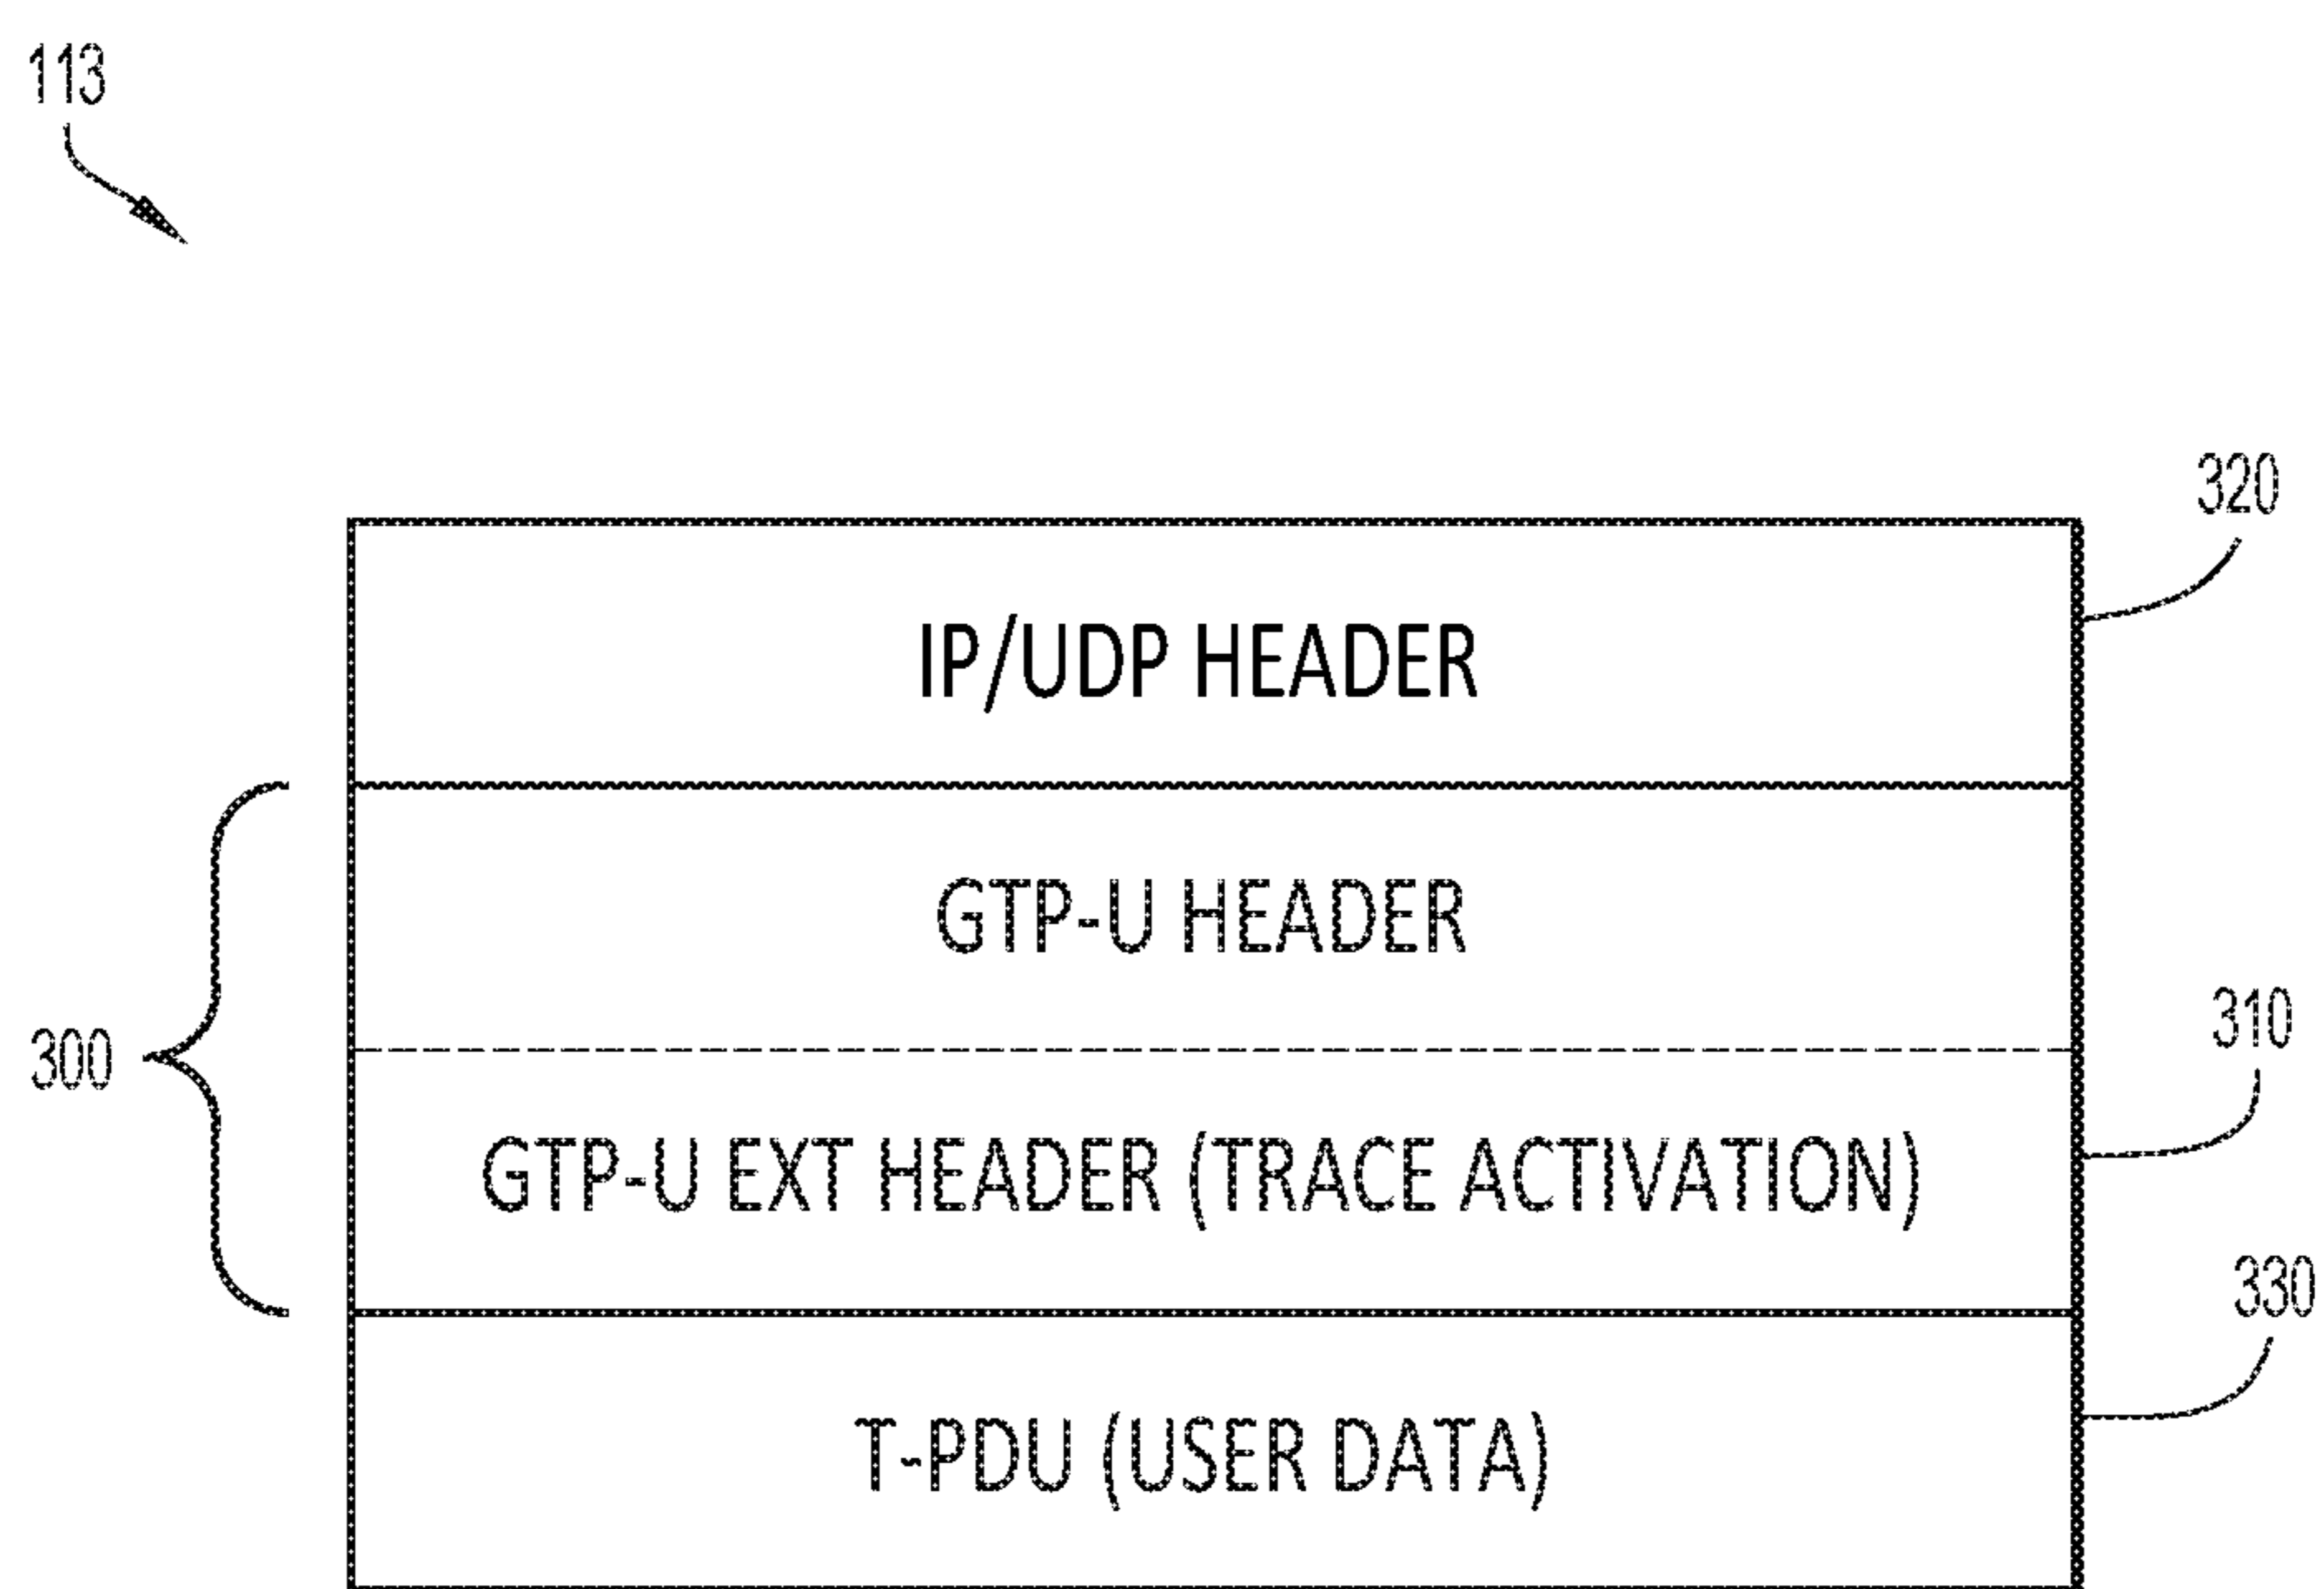 113
320
IP/UDP HEADER
GTP-U HEADER
300
310
GTP-U EXT HEADER (TRACE ACTIVATION)
330
T-PDU (USER DATA)